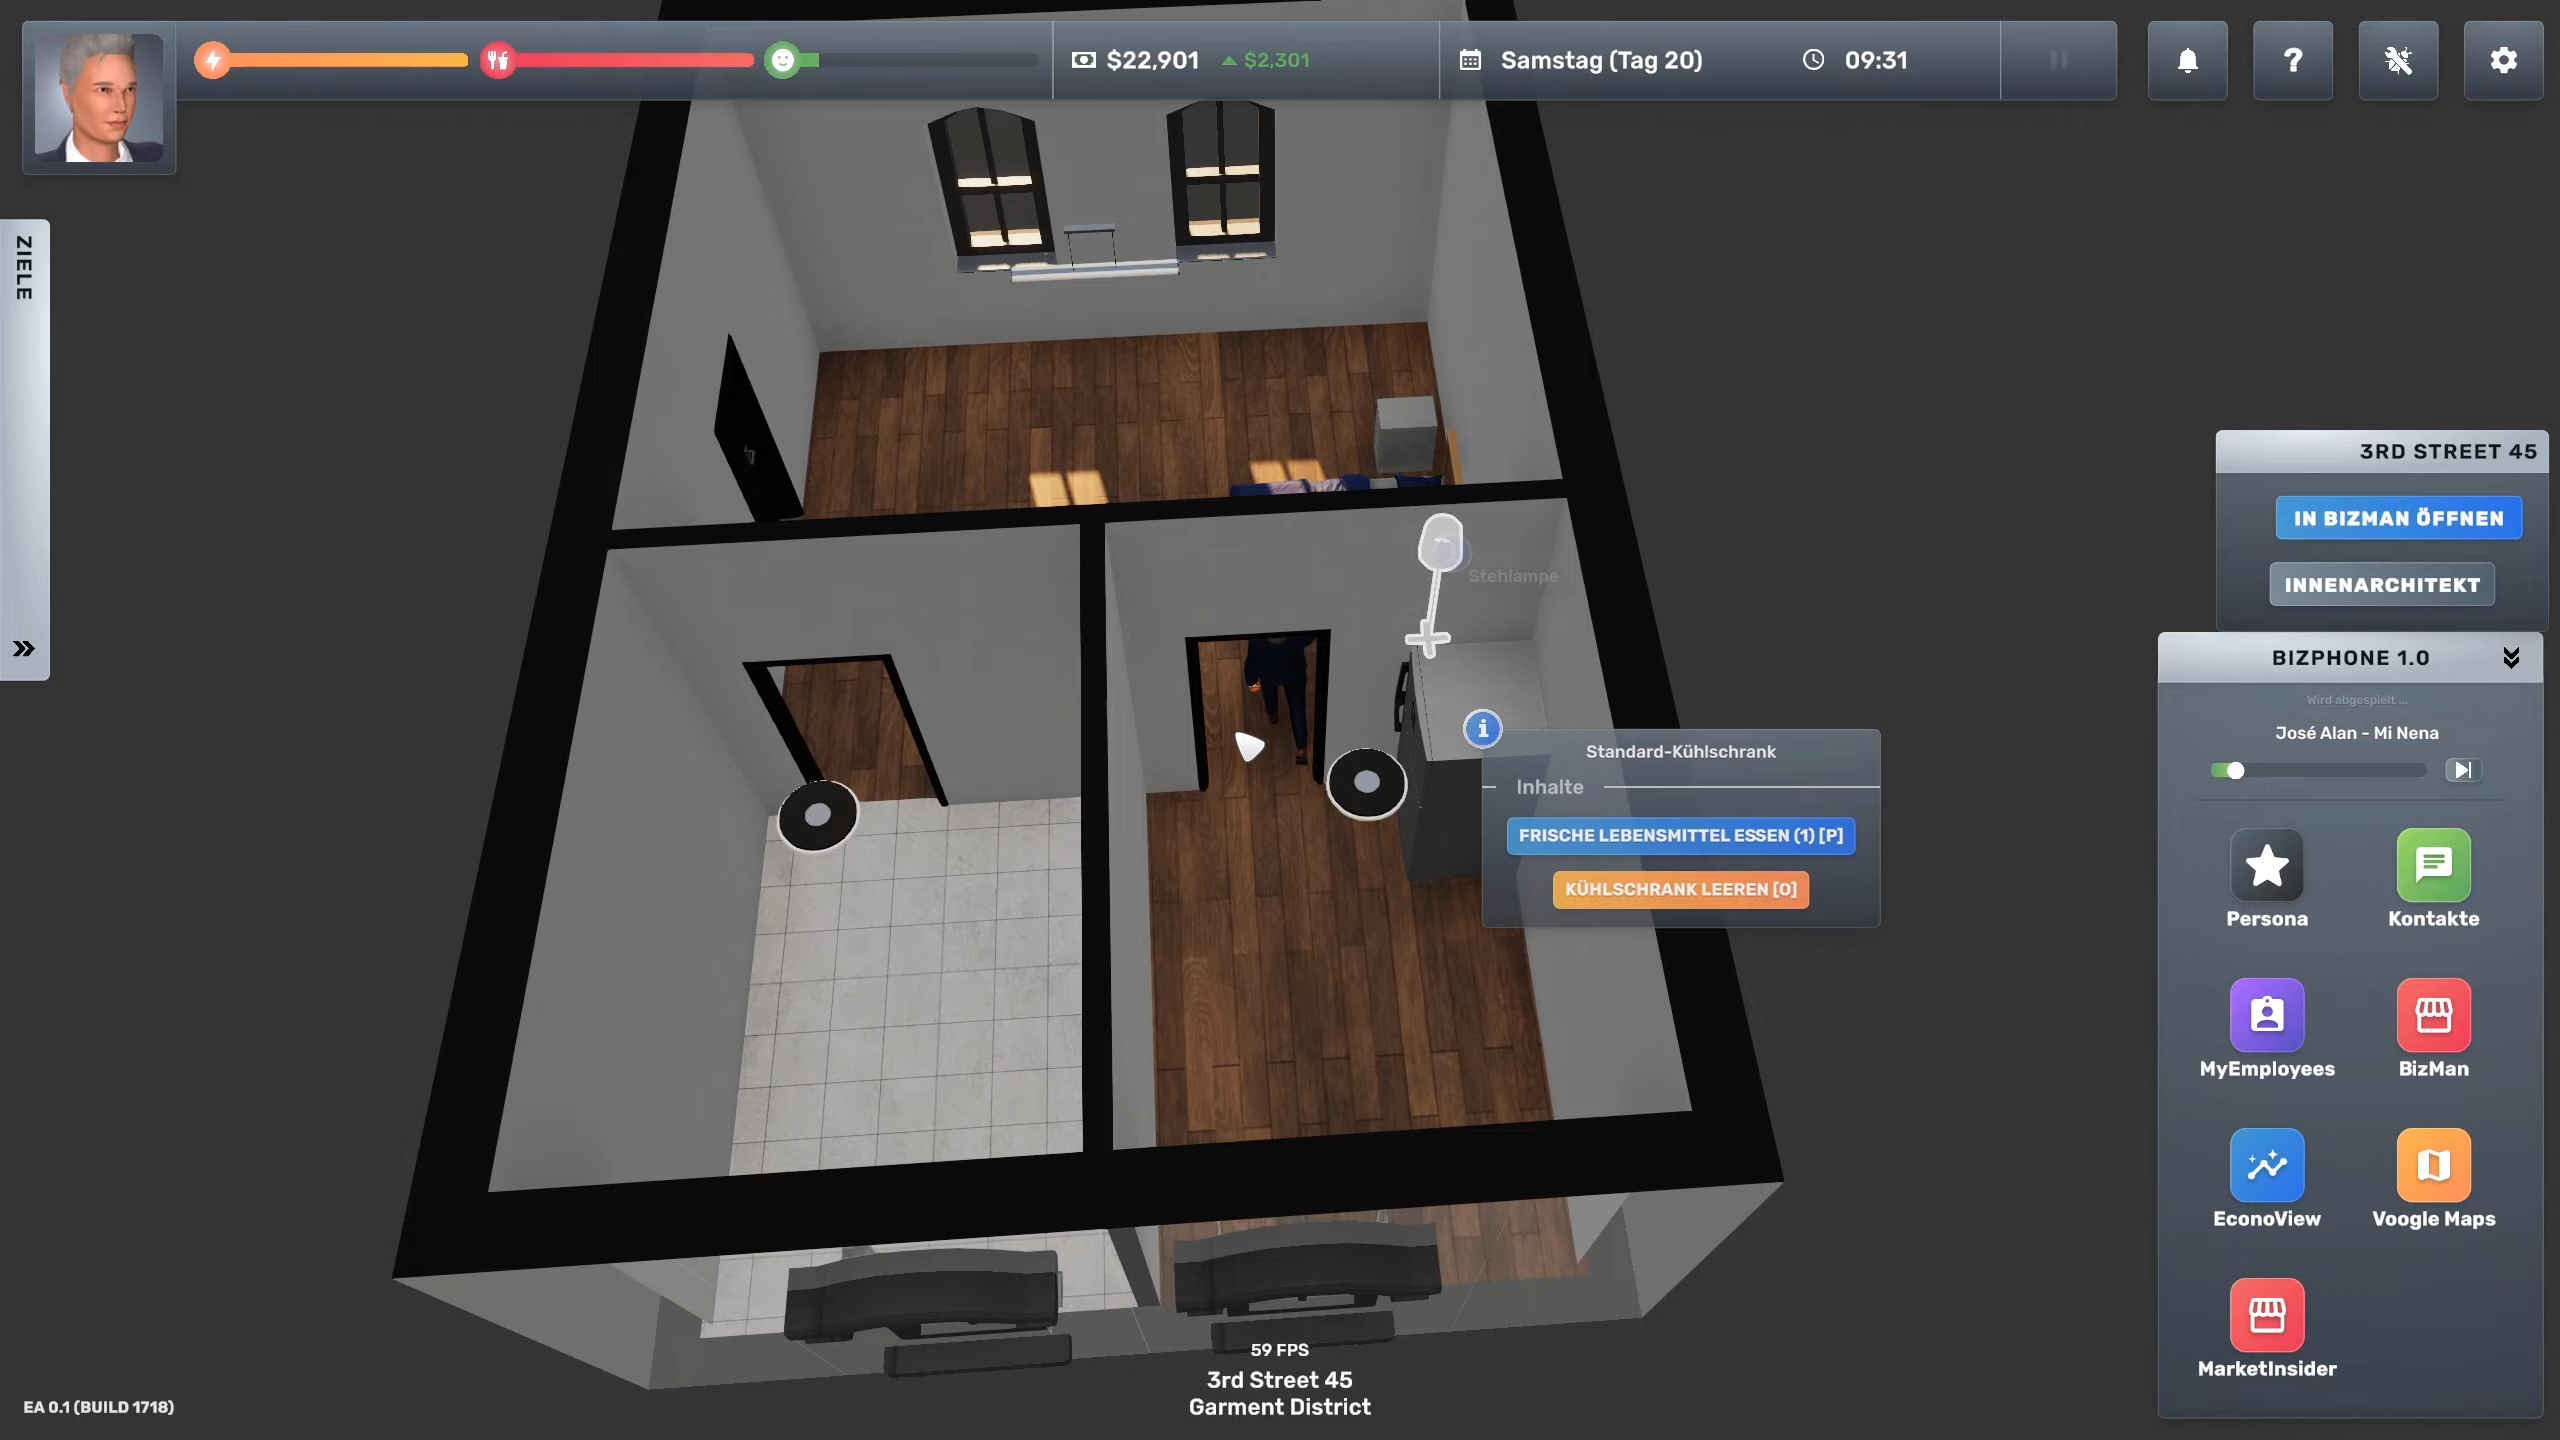 $22,901
$2,301
Samstag (Tag 20)
09:31
?
ZIELE
3RD STREET 45
IN BIZMAN ÖFFNEN
INNENARCHITEKT
Stehlampe
BIZPHONE 1.0
Wird abgespielt ...
José Alan - Mi Nena
Standard-Kühlschrank
Inhalte
FRISCHE LEBENSMITTEL ESSEN (1) [P]
KÜHLSCHRANK LEEREN [O]
Persona
Kontakte
MyEmployees
BizMan
EconoView
Voogle Maps
MarketInsider
59 FPS
3rd Street 45
Garment District
EA 0.1 (BUILD 1718)